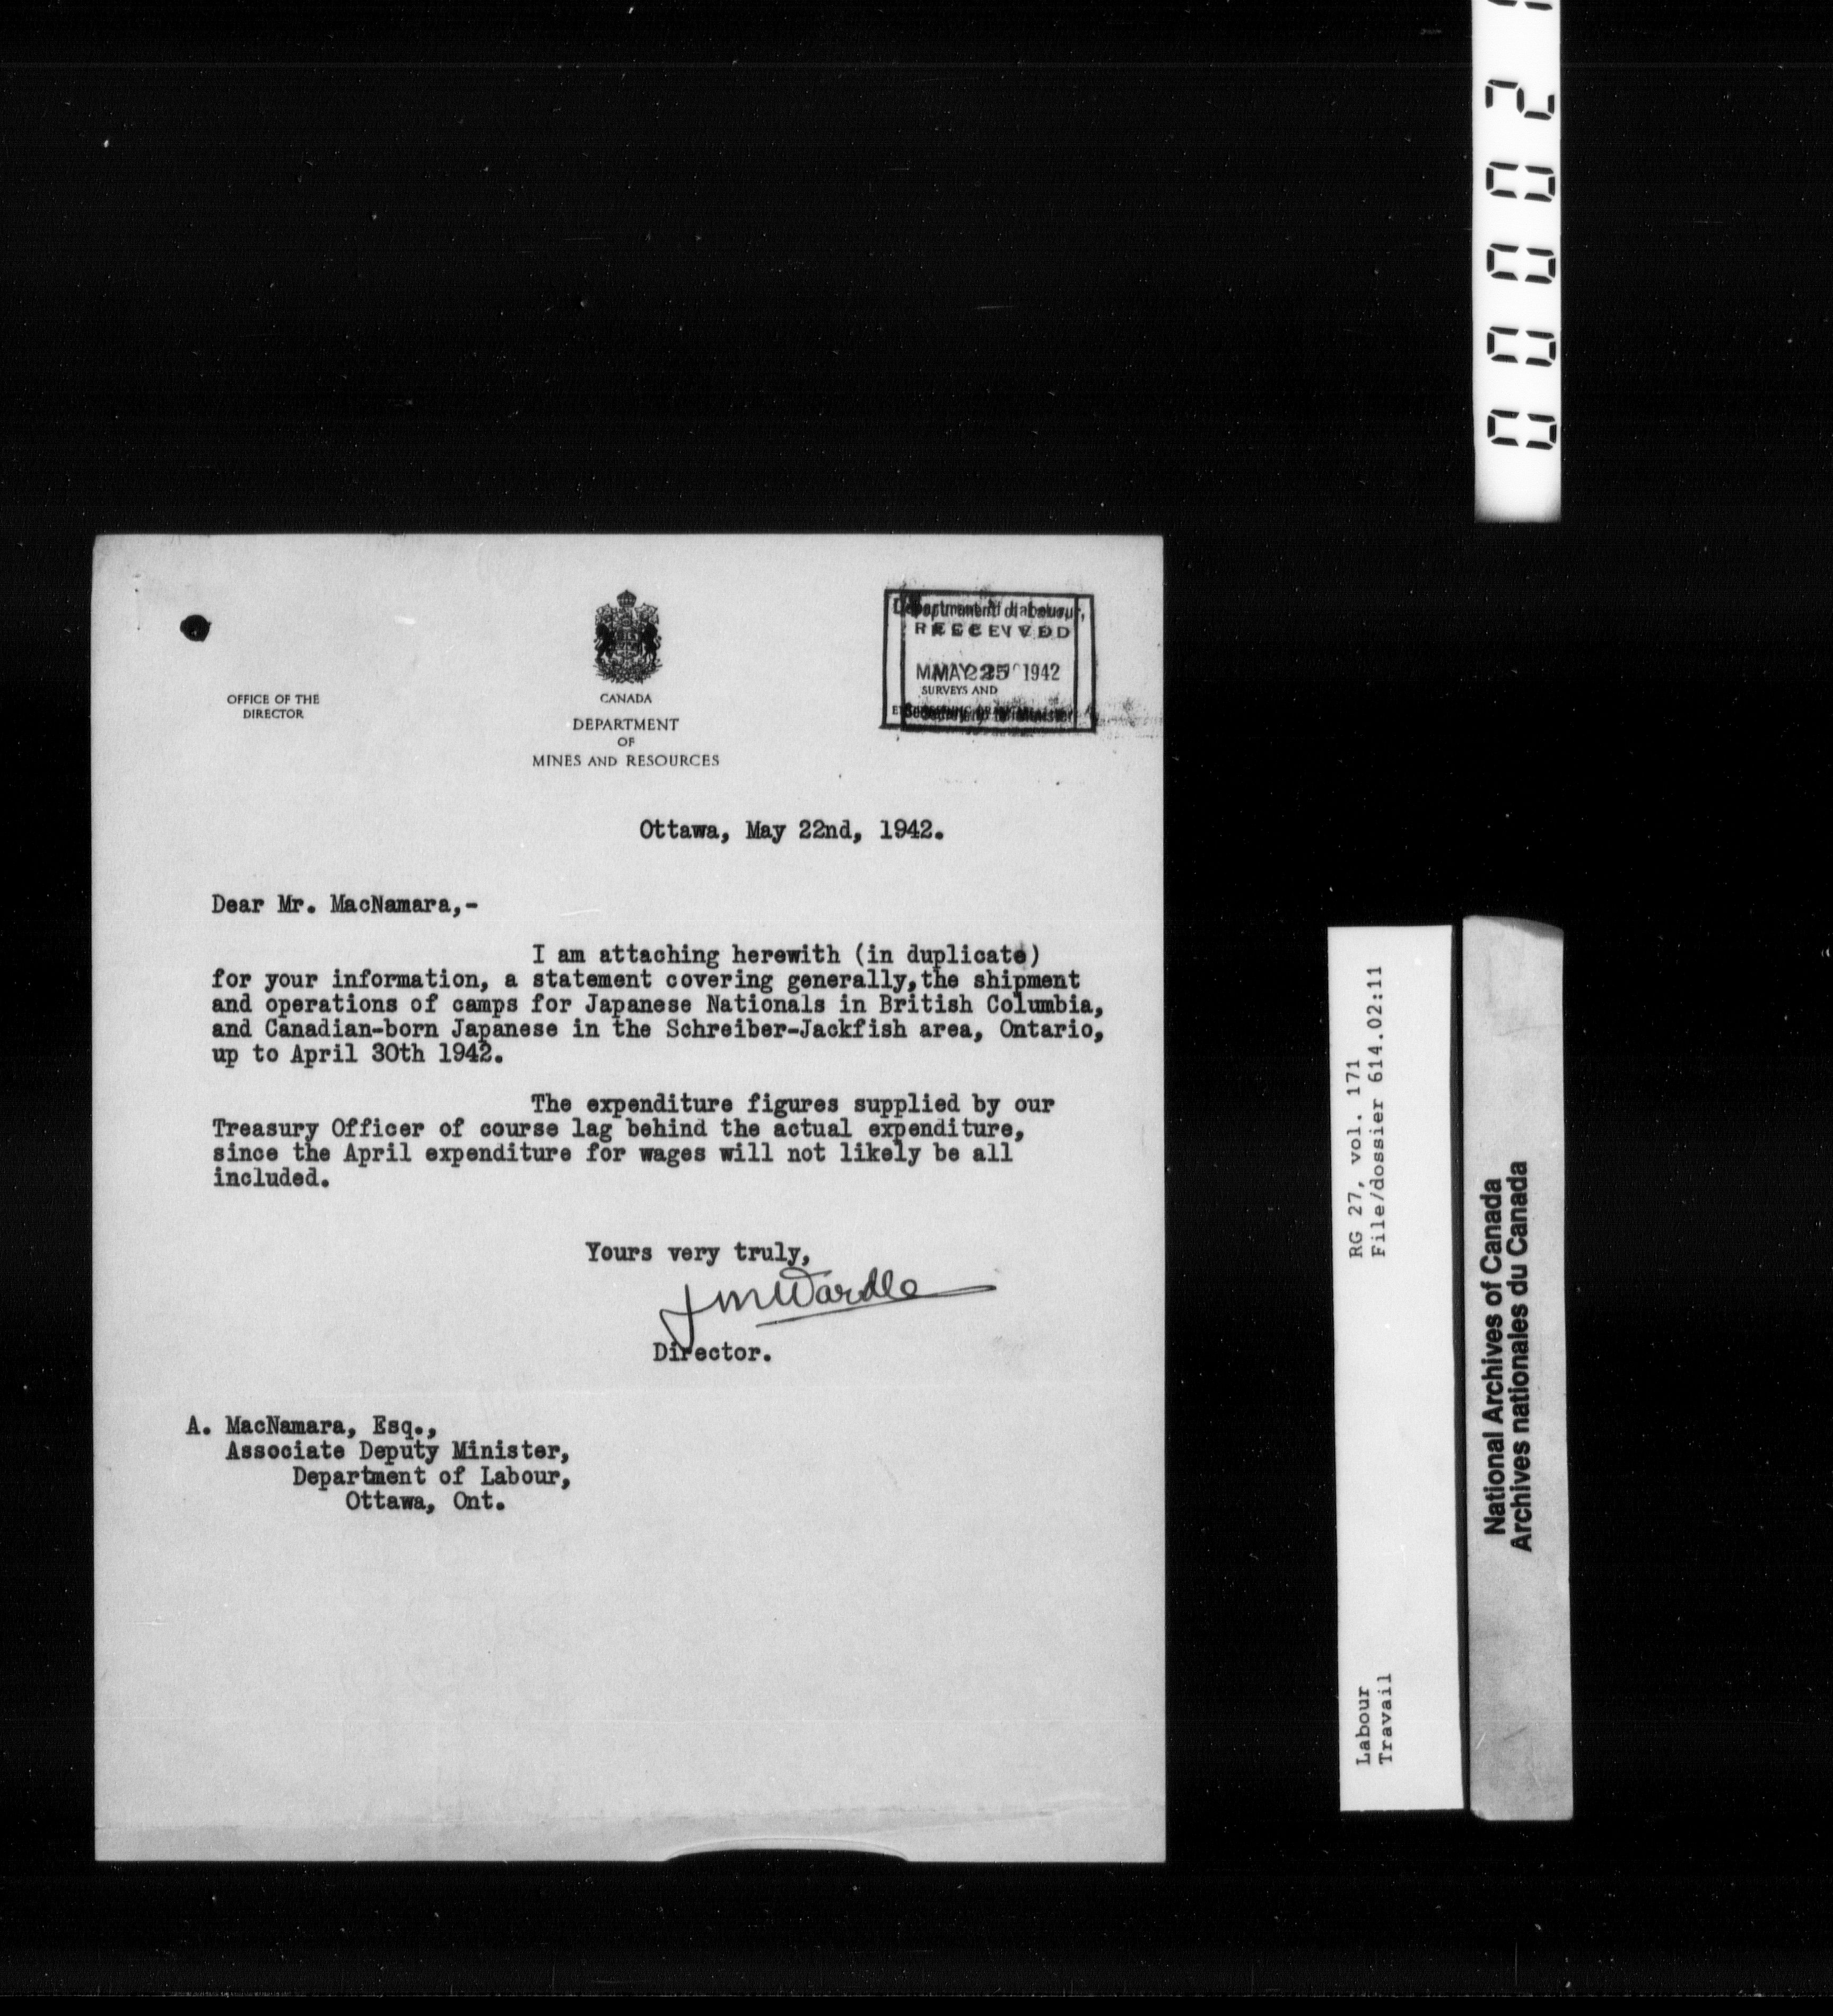 OFFICE OF THE
DIRECTOR
CANADA
DEPARTMENT
OF
MINES AND RESOURCES
RECEIVED
MAY 25 1942
SURVEYS AND
Ottawa, May 22nd, 1942.
Dear Mr. MacNamara,-
I am attaching herewith (in duplicate)
for your information, a statement covering generally, the shipment
and operations of camps for Japanese Nationals in British Columbia,
and Canadian-born Japanese in the Schreiber-Jackfish area, Ontario,
up to April 30th 1942.
The expenditure figures supplied by our
Treasury Officer of course lag behind the actual expenditure,
since the April expenditure for wages will not likely be all
included.
Yours very truly,
JMWardle
Director.
A. MacNamara, Esq.,
Associate Deputy Minister,
Department of Labour,
Ottawa, Ont.
RG 27, vol. 171
File/dossier 614.02:11
Labour
Travail
National Archives of Canada
Archives nationales du Canada